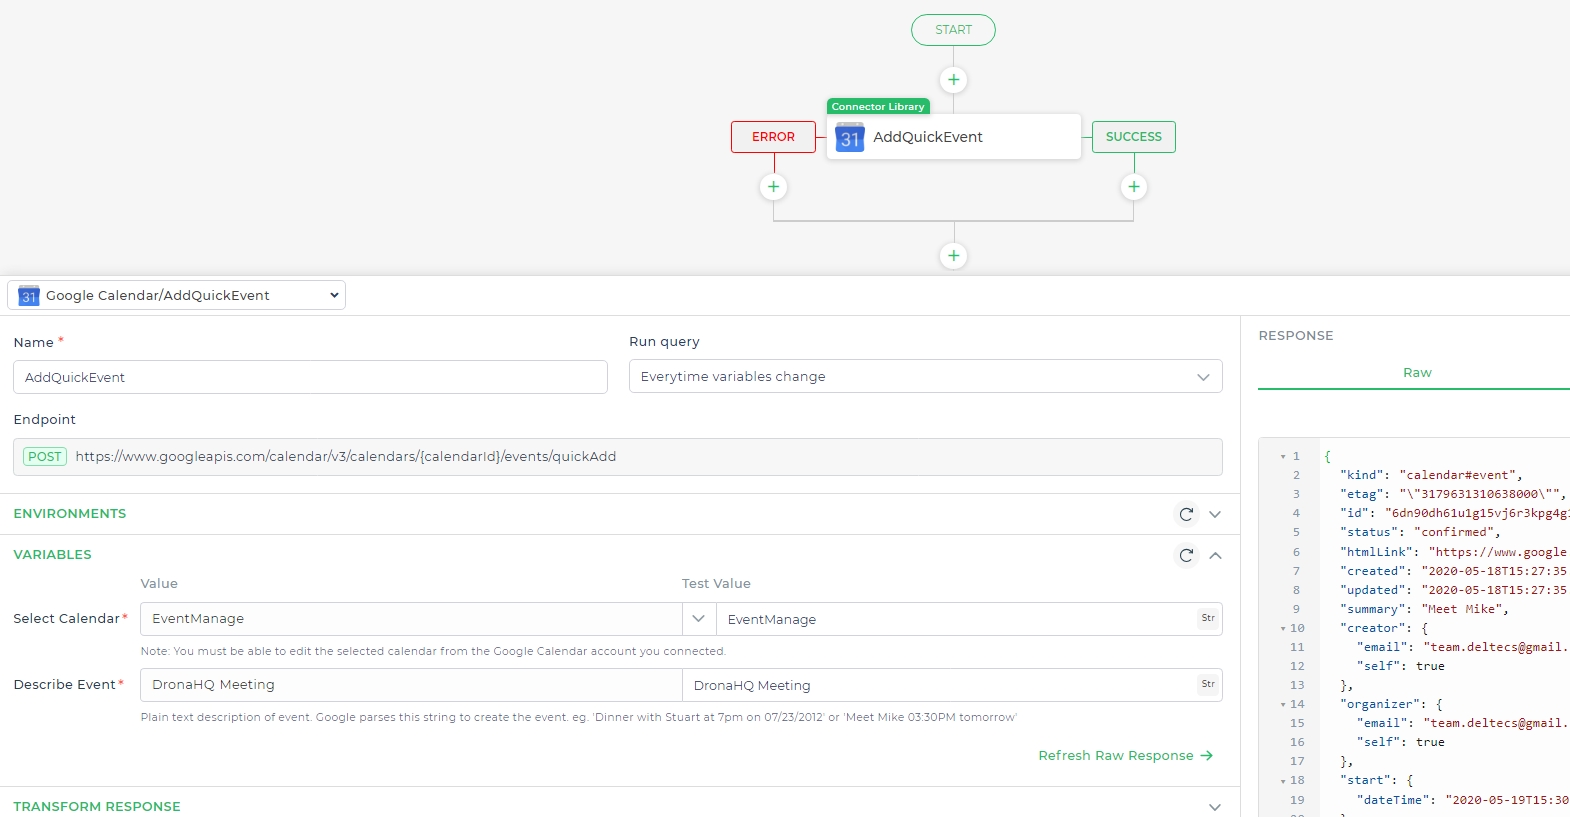 START
Connector Library
ERROR
31 AddQuickEvent
SUCCESS
31 Google Calendar/AddQuickEvent
Name *
Run query
AddQuickEvent
Everytime variables change
Endpoint
POST https://www.googleapis.com/calendar/v3/calendars/{calendarId}/events/quickAdd
ENVIRONMENTS
VARIABLES
Value Test Value
Select Calendar* EventManage EventManage Str
Note: You must be able to edit the selected calendar from the Google Calendar account you connected.
Describe Event* DronaHQ Meeting DronaHQ Meeting Str
Plain text description of event. Google parses this string to create the event. eg. 'Dinner with Stuart at 7pm on 07/23/2012' or 'Meet Mike 03:30PM tomorrow'
Refresh Raw Response →
TRANSFORM RESPONSE
RESPONSE
Raw
1 {
2 "kind": "calendar#event",
3 "etag": "\"3179631310638000\"",
4 "id": "6dn90dh61u1g15vj6r3kpg4g
5 "status": "confirmed",
6 "htmlLink": "https://www.google
7 "created": "2020-05-18T15:27:35
8 "updated": "2020-05-18T15:27:35
9 "summary": "Meet Mike",
10 "creator": {
11 "email": "team.deltecs@gmail.
12 "self": true
13 },
14 "organizer": {
15 "email": "team.deltecs@gmail.
16 "self": true
17 },
18 "start": {
19 "dateTime": "2020-05-19T15:30